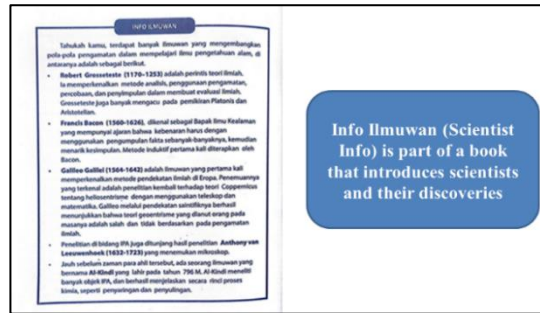 INFO ILMUWAN
Tahukah kamu, terdapat banyak ilmuwan yang mengembangkan
pola-pola pengamatan dalam mempelajari ilmu pengetahuan alam, di
antaranya adalah sebagai berikut.
• Robert Grosseteste (1170–1253) adalah perintis teori ilmiah.
Ia memperkenalkan metode analisis, penggunaan pengamatan,
percobaan, dan penyimpulan dalam membuat evaluasi ilmiah.
Grosseteste juga banyak mengacu pada pemikiran Platonis dan
Aristotelian.
• Francis Bacon (1560-1626), dikenal sebagai Bapak Ilmu Kealaman
yang mempunyai ajaran bahwa kebenaran harus dengan
menggunakan pengumpulan fakta sebanyak-banyaknya, kemudian
menarik kesimpulan. Metode induktif pertama kali diterapkan oleh
Bacon.
• Galileo Galilei (1564-1642) adalah ilmuwan yang pertama kali
memperkenalkan metode pendekatan ilmiah di Eropa. Penemuannya
yang terkenal adalah penelitian kembali terhadap teori Coppernicus
tentang heliosentrisme dengan menggunakan teleskop dan
matematika. Galileo melalui pendekatan saintifiknya berhasil
menunjukkan bahwa teori geosentrisme yang dianut orang pada
masanya adalah salah dan tidak berdasarkan pada pengamatan
ilmiah.
• Penelitian di bidang IPA juga ditunjang hasil penelitian Anthony van
Leeuwenhoek (1632-1723) yang menemukan mikroskop.
• Jauh sebelum zaman para ahli tersebut, ada seorang ilmuwan yang
bernama Al-Kindi yang lahir pada tahun 796 M. Al-Kindi meneliti
banyak objek IPA, dan berhasil menjelaskan secara rinci proses
kimia, seperti penyaringan dan penyulingan.
Info Ilmuwan (Scientist
Info) is part of a book
that introduces scientists
and their discoveries